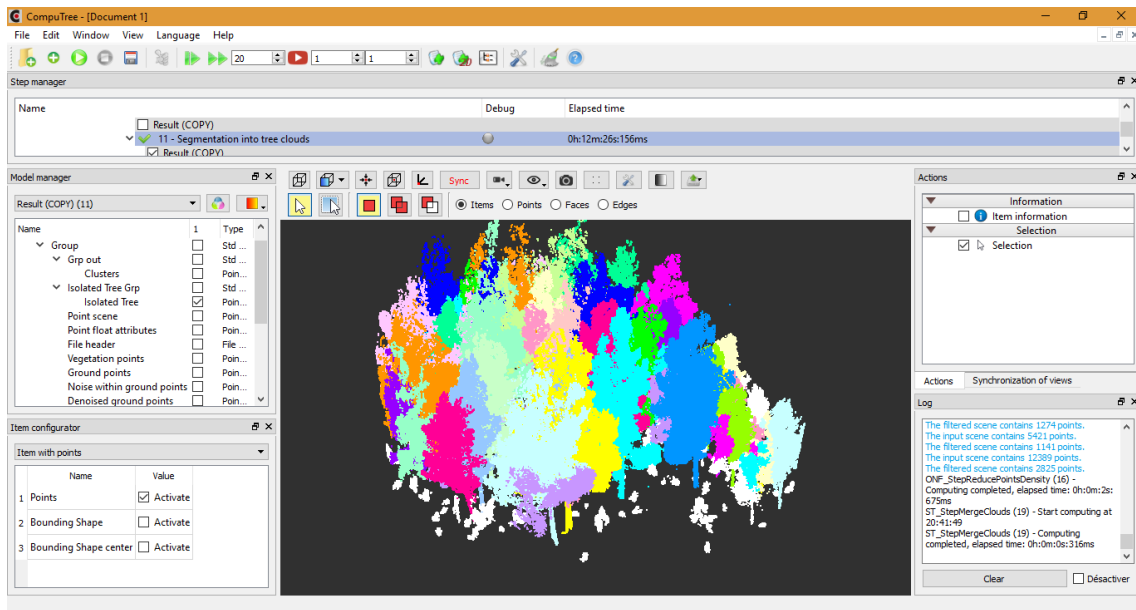 CompuTree - [Document 1]
File Edit Window View Language Help
20 1 1
Step manager
Name Debug Elapsed time
Result (COPY)
11 - Segmentation into tree clouds 0h:12m:26s:156ms
Result (COPY)
Model manager
Result (COPY) (11)
Name 1 Type
Group Std ...
Grp out Std ...
Clusters Poin...
Isolated Tree Grp Std ...
Isolated Tree Poin...
Point scene Poin...
Point float attributes Poin...
File header File ...
Vegetation points Poin...
Ground points Poin...
Noise within ground points Poin...
Denoised ground points Poin...
Item configurator
Item with points
Name Value
1 Points Activate
2 Bounding Shape Activate
3 Bounding Shape center Activate
Sync
Items Points Faces Edges
Actions
Information
Item information
Selection
Selection
Actions Synchronization of views
Log
The filtered scene contains 1274 points.
The input scene contains 5421 points.
The filtered scene contains 1141 points.
The input scene contains 12389 points.
The filtered scene contains 2825 points.
ONF_StepReducePointsDensity (16) -
Computing completed, elapsed time: 0h:0m:2s:
675ms
ST_StepMergeClouds (19) - Start computing at
20:41:49
ST_StepMergeClouds (19) - Computing
completed, elapsed time: 0h:0m:0s:316ms
Clear Désactiver